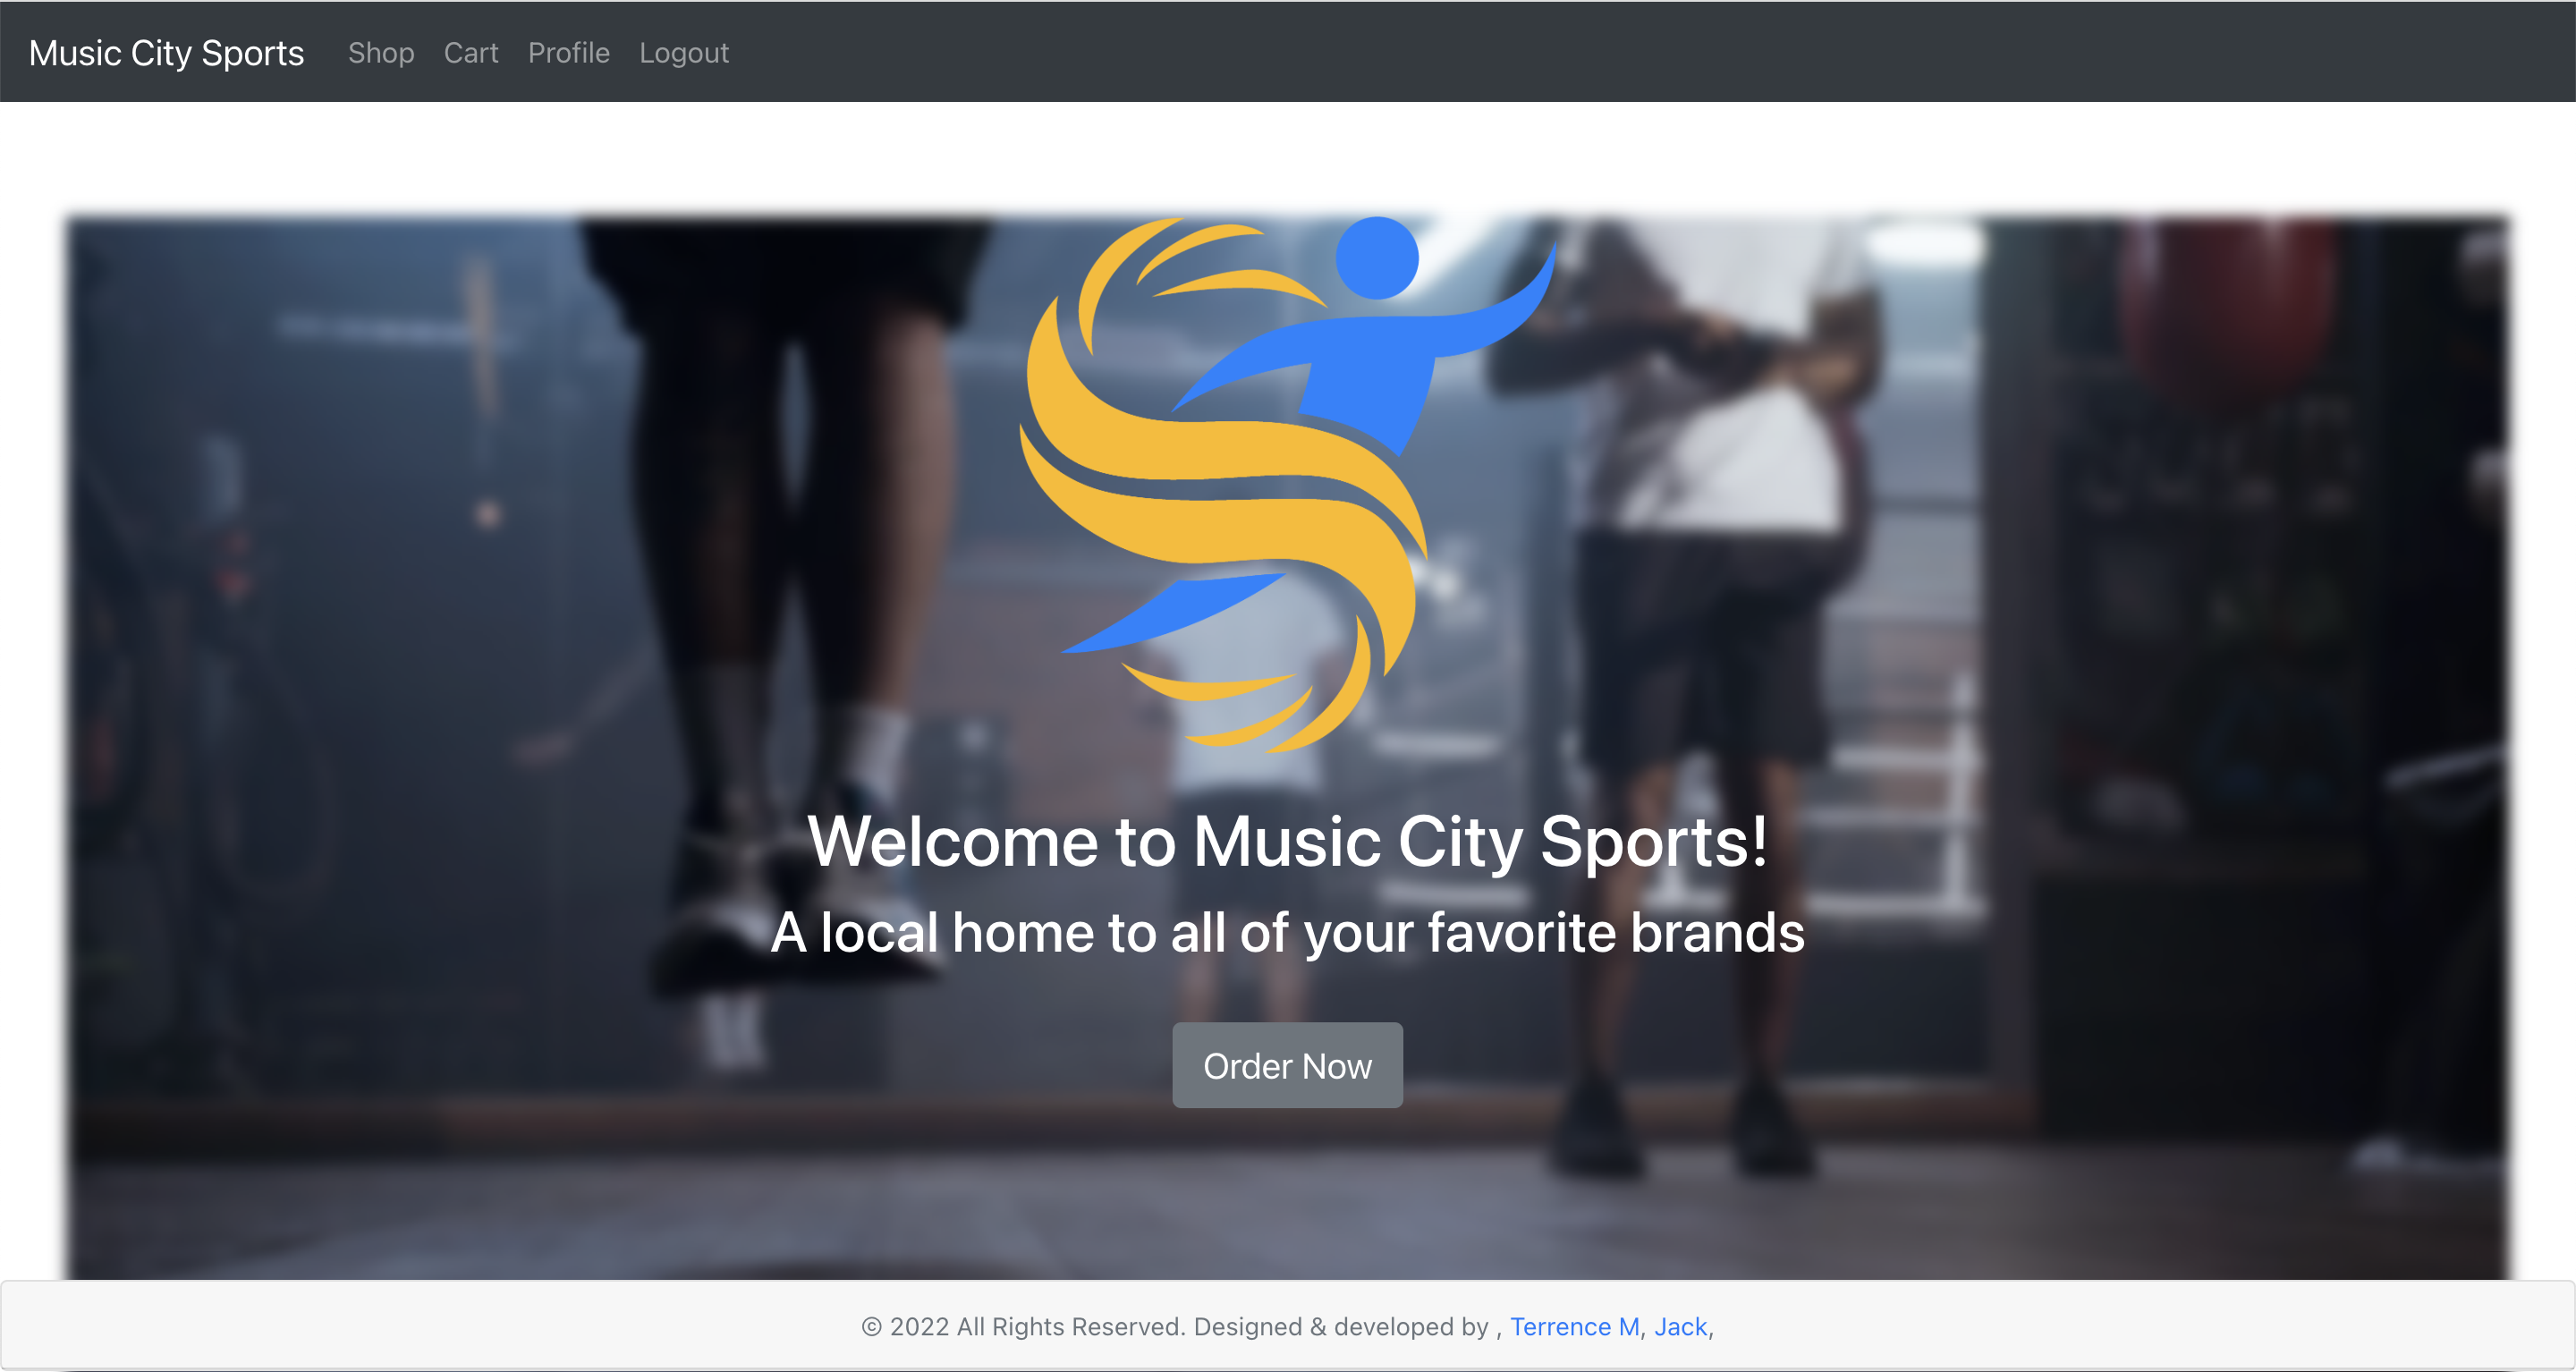 Music City Sports Shop Cart Profile Logout
Welcome to Music City Sports!
A local home to all of your favorite brands
Order Now
© 2022 All Rights Reserved. Designed & developed by , Terrence M, Jack,